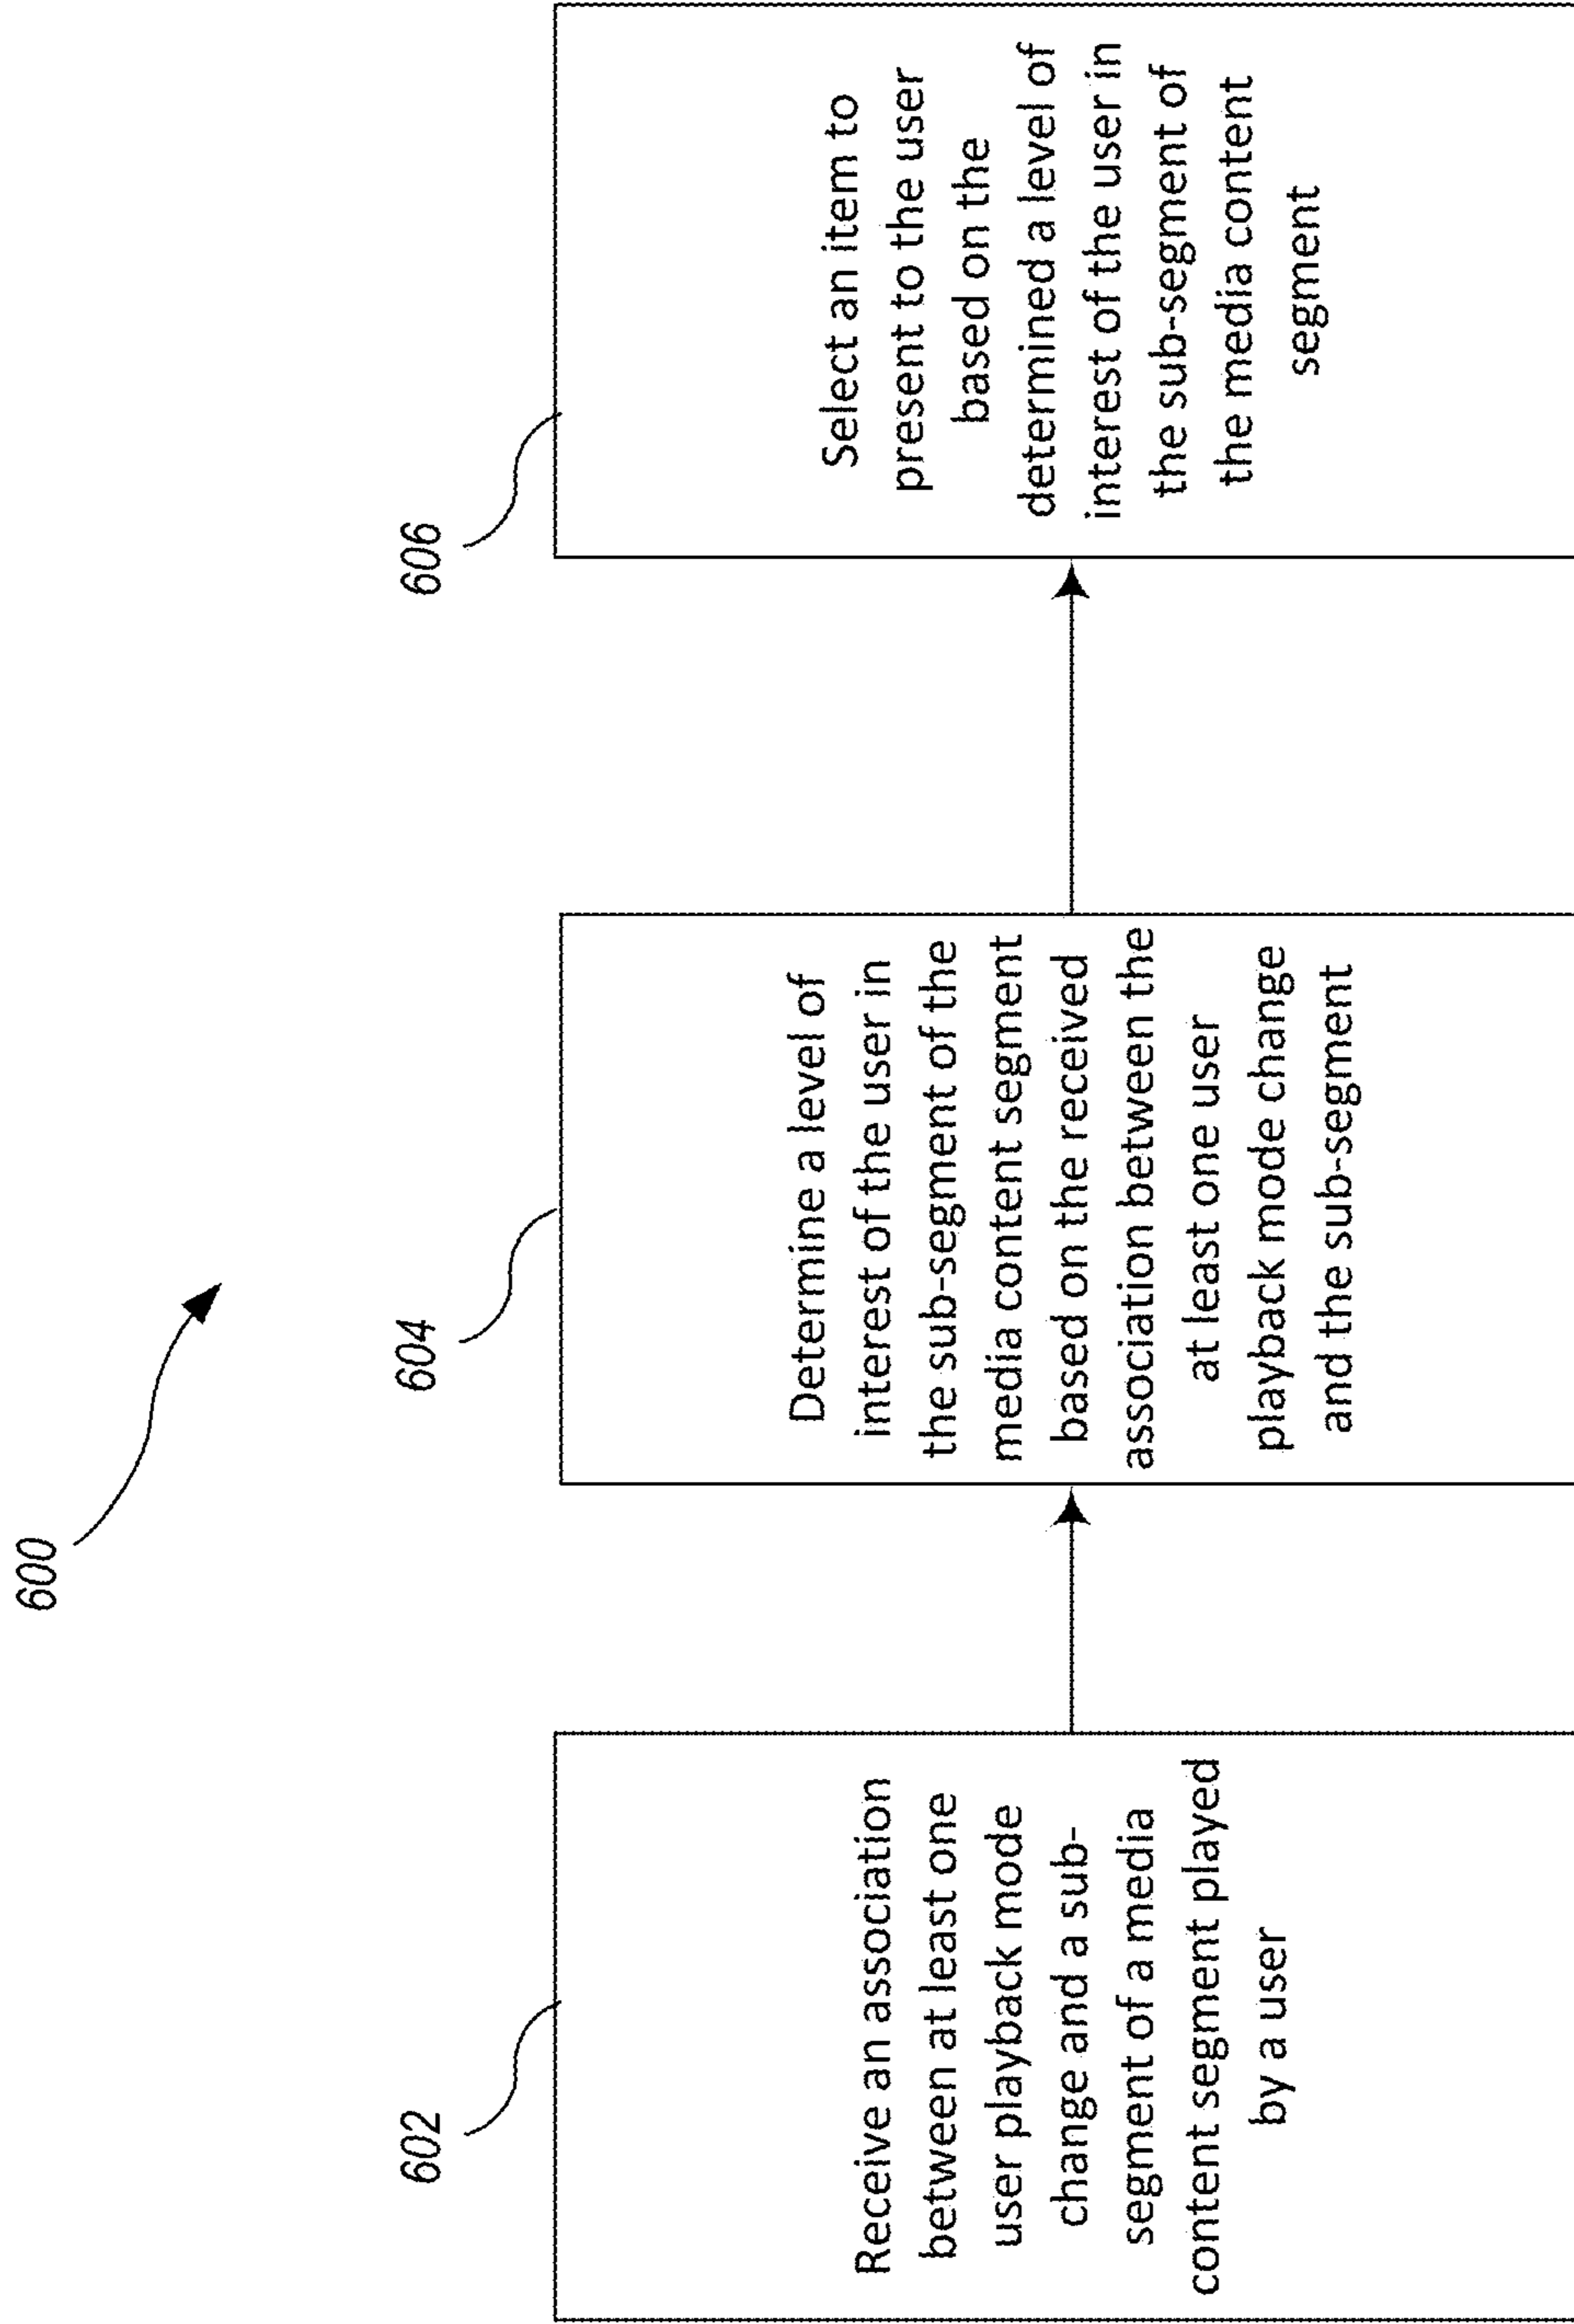 600
602
Receive an association
between at least one
user playback mode
change and a sub-
segment of a media
content segment played
by a user
604
Determine a level of
interest of the user in
the sub-segment of the
media content segment
based on the received
association between the
at least one user
playback mode change
and the sub-segment
606
Select an item to
present to the user
based on the
determined a level of
interest of the user in
the sub-segment of
the media content
segment